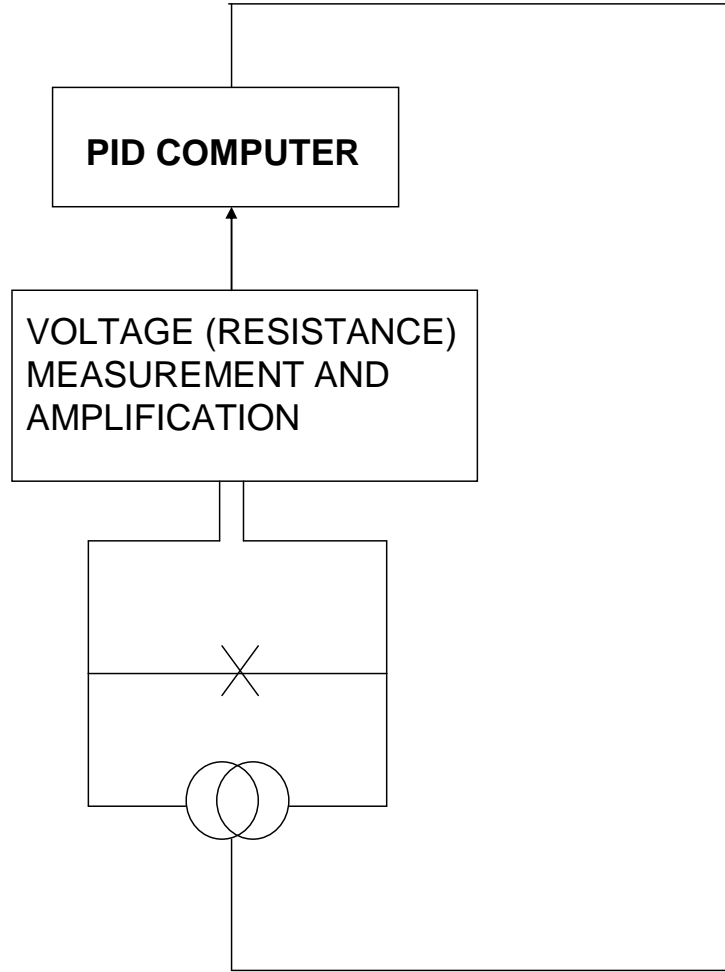 PID COMPUTER
VOLTAGE (RESISTANCE)
MEASUREMENT AND
AMPLIFICATION